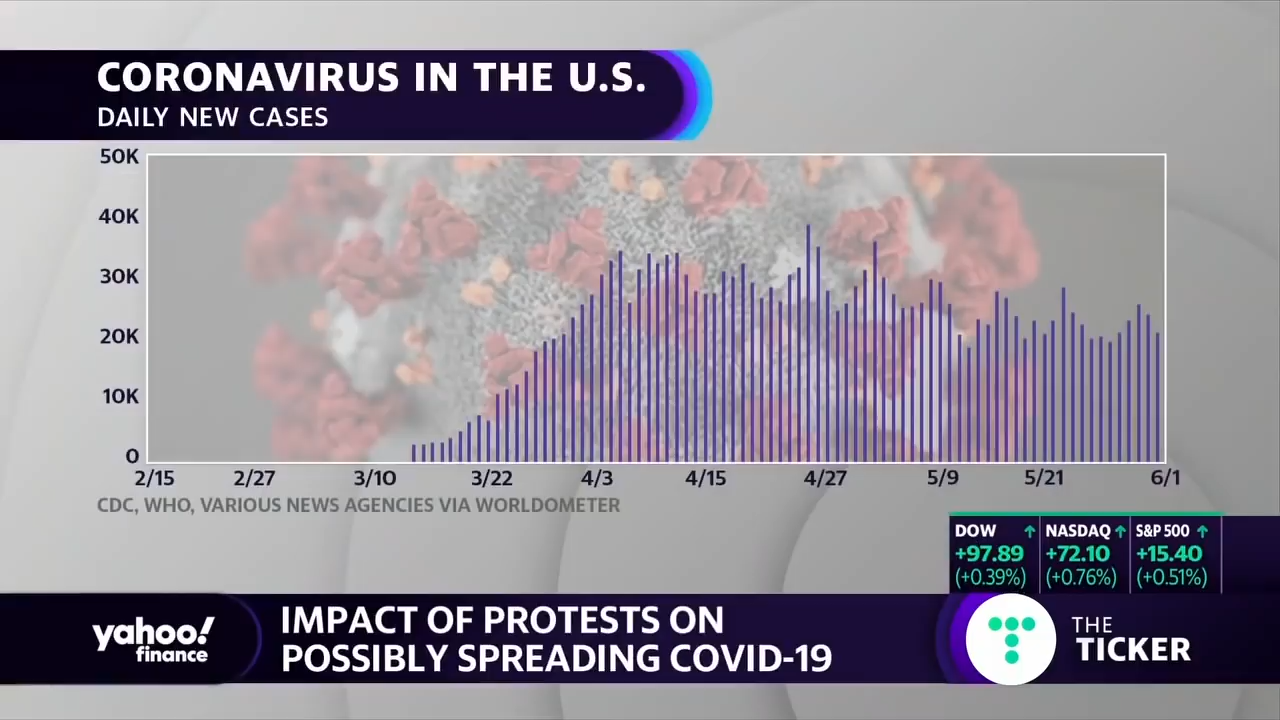 CORONAVIRUS IN THE U.S.
DAILY NEW CASES
50K
40K
30K
20K
10K
0
2/15 2/27 3/10 3/22 4/3 4/15 4/27 5/9 5/21 6/1
CDC, WHO, VARIOUS NEWS AGENCIES VIA WORLDOMETER
DOW ↑ NASDAQ ↑ S&P 500 ↑
+97.89 +72.10 +15.40
(+0.39%) (+0.76%) (+0.51%)
yahoo!
finance
IMPACT OF PROTESTS ON
POSSIBLY SPREADING COVID-19
THE
TICKER